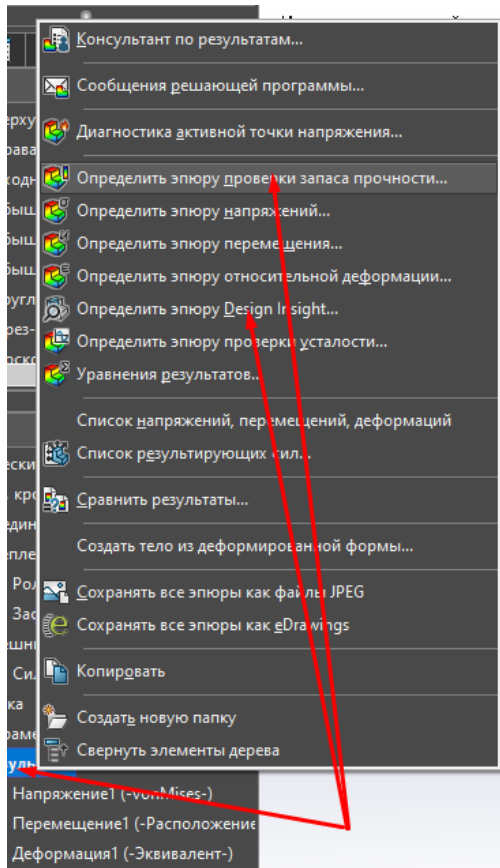 Консультант по результатам...
Сообщения решающей программы...
Диагностика активной точки напряжения...
Определить эпюру проверки запаса прочности...
Определить эпюру напряжений...
Определить эпюру перемещения...
Определить эпюру относительной деформации...
Определить эпюру Design Insight...
Определить эпюру проверки усталости...
Уравнения результатов...
Список напряжений, перемещений, деформаций
Список результирующих сил...
Сравнить результаты...
Создать тело из деформированной формы...
Сохранять все эпюры как файлы JPEG
Сохранять все эпюры как eDrawings
Копировать
Создать новую папку
Свернуть элементы дерева
Напряжение1 (-vonMises-)
Перемещение1 (-Расположение
Деформация1 (-Эквивалент-)